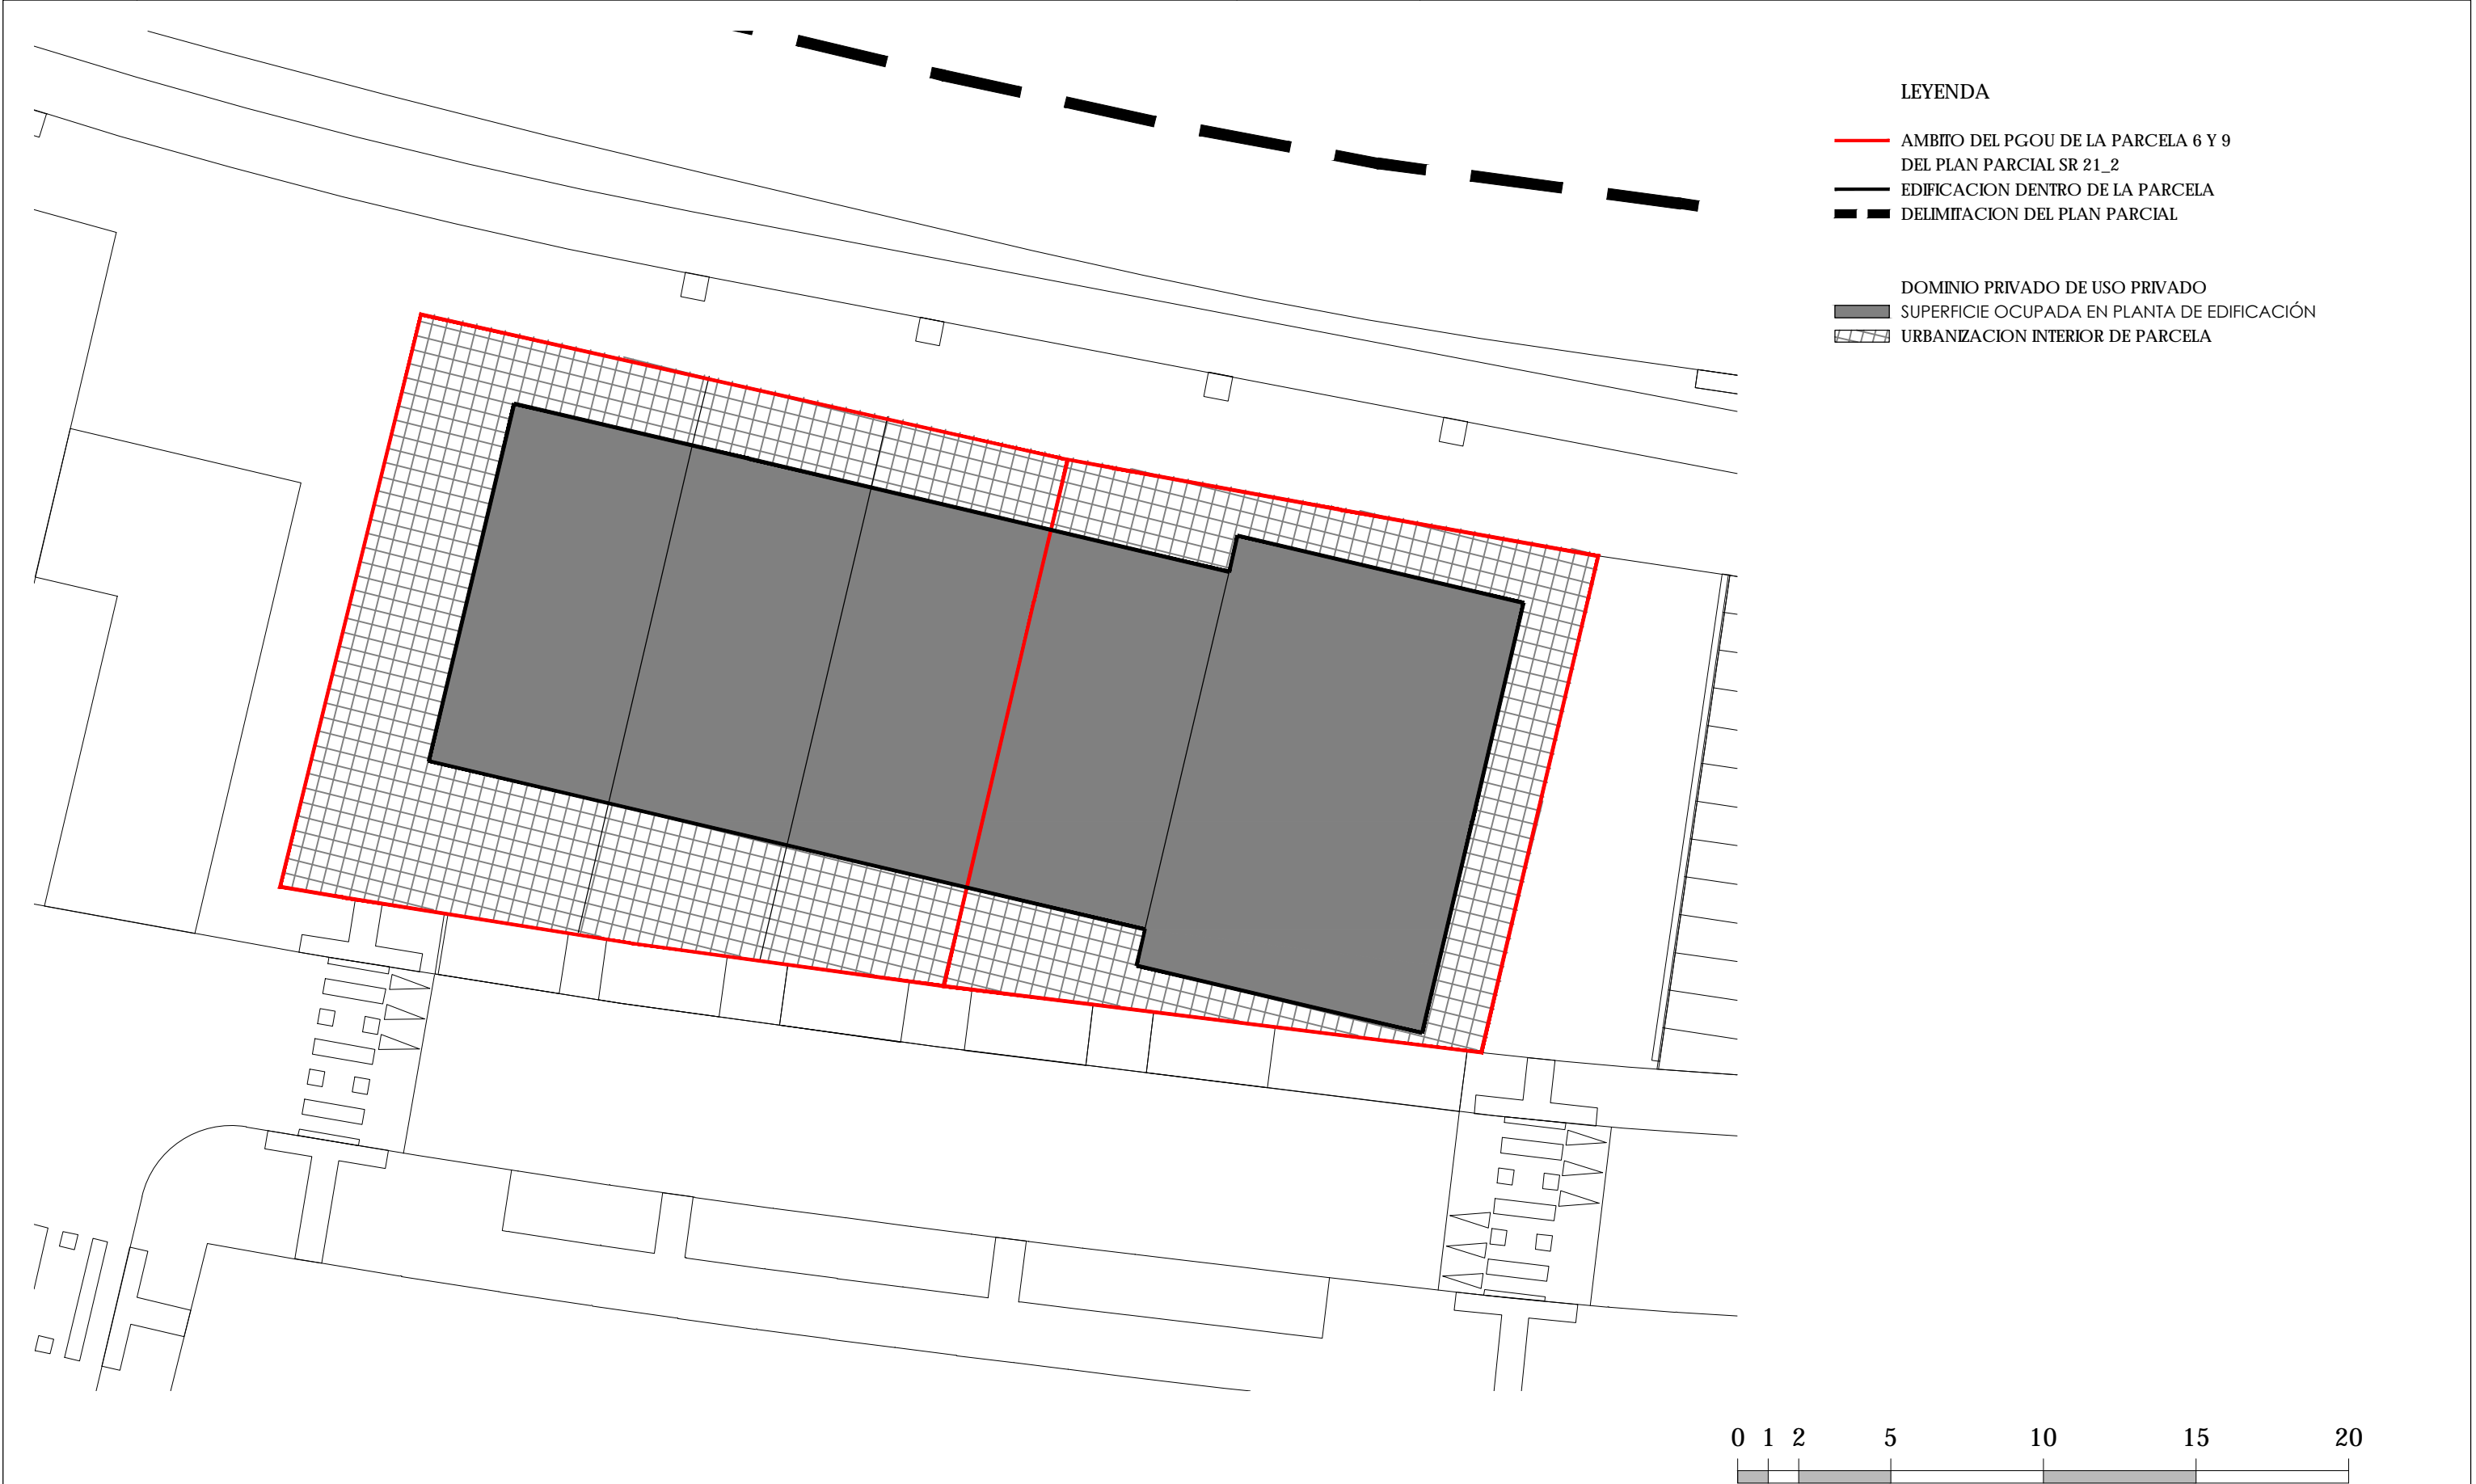 LEYENDA
AMBITO DEL PGOU DE LA PARCELA 6 Y 9
DEL PLAN PARCIAL SR 21_2
EDIFICACION DENTRO DE LA PARCELA
DELIMITACION DEL PLAN PARCIAL
DOMINIO PRIVADO DE USO PRIVADO
SUPERFICIE OCUPADA EN PLANTA DE EDIFICACIÓN
URBANIZACION INTERIOR DE PARCELA
0 1 2 5 10 15 20